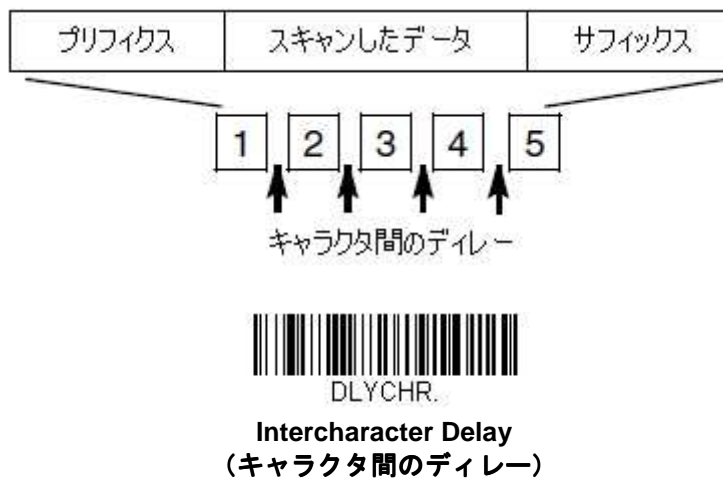 プリフィクス スキャンしたデータ サフィックス
1 2 3 4 5
キャラクタ間のディレー
DLYCHR.
Intercharacter Delay
（キャラクタ間のディレー）